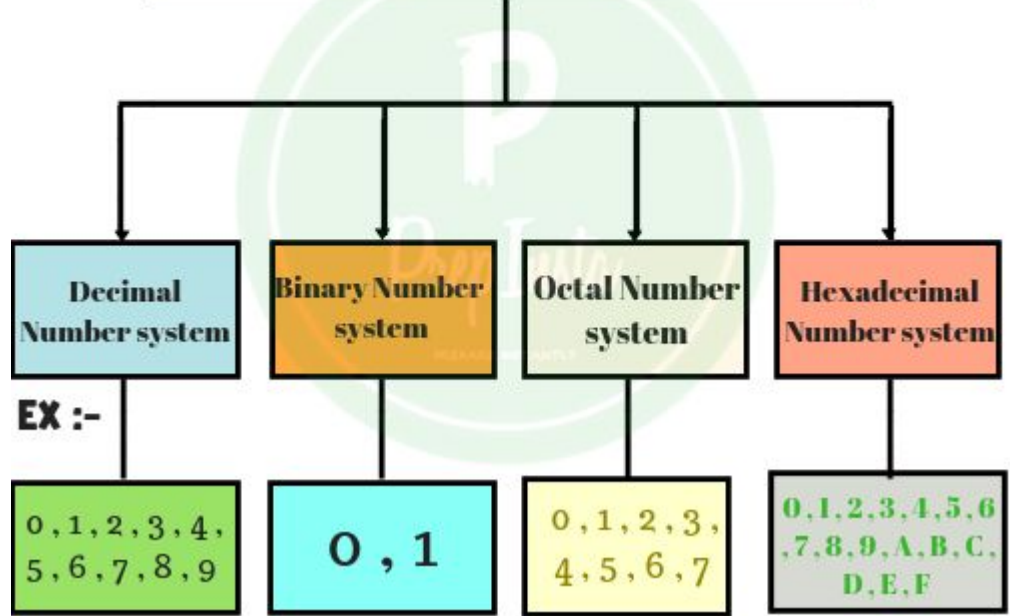 P
PrepInsta
Decimal
Number system
Binary Number
system
Octal Number
system
Hexadecimal
Number system
EX :-
0 , 1 , 2 , 3 , 4 ,
5 , 6 , 7 , 8 , 9
0 , 1
0 , 1 , 2 , 3 ,
4 , 5 , 6 , 7
0 , 1 , 2 , 3 , 4 , 5 , 6
, 7 , 8 , 9 , A , B , C ,
D , E , F